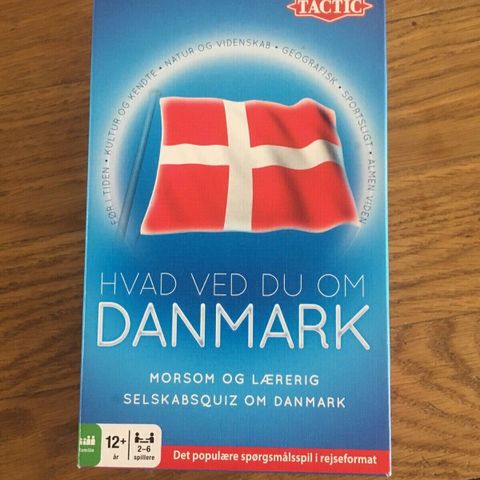 TACTIC
FØR I TIDEN • KULTUR OG KENDTE • NATUR OG VIDENSKAB • GEOGRAFISK • SPORTSLIGT • ALMEN VIDEN
HVAD VED DU OM
DANMARK
MORSOM OG LÆRERIG
SELSKABSQUIZ OM DANMARK
familie
12+
år
2-6
spillere
Det populære spørgsmålsspil i rejseformat